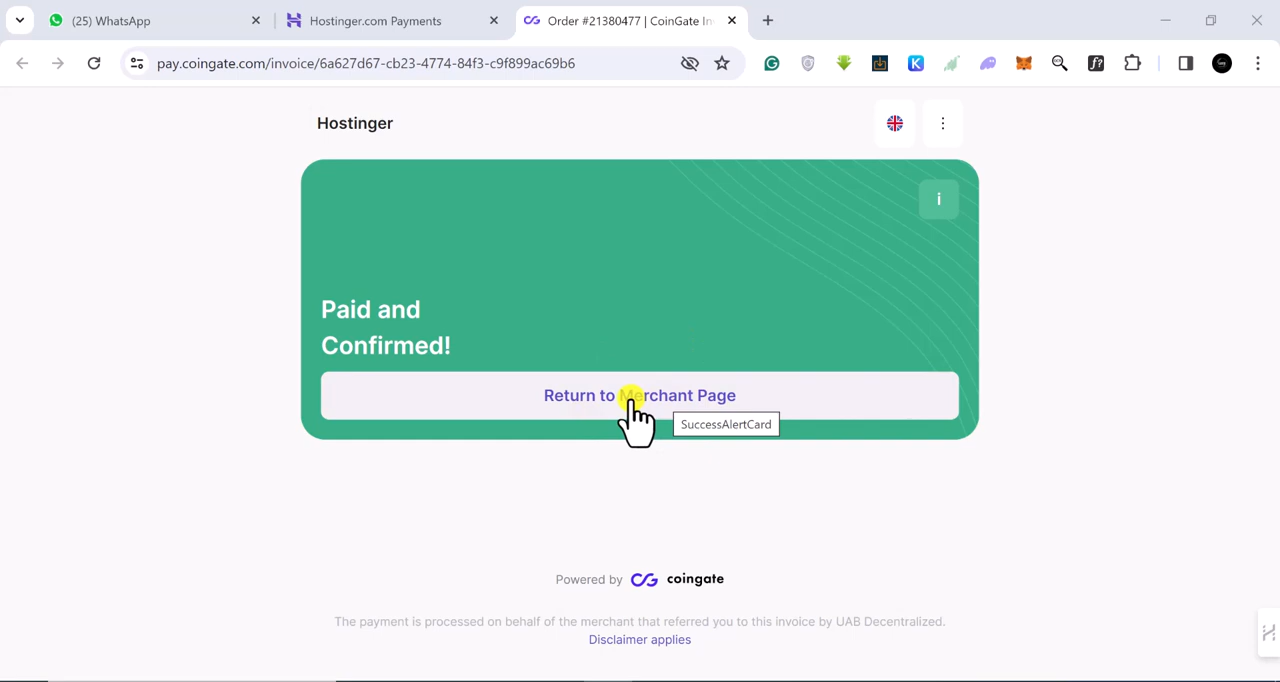 (25) WhatsApp
Hostinger.com Payments
Order #21380477 | CoinGate In
pay.coingate.com/invoice/6a627d67-cb23-4774-84f3-c9f899ac69b6
Hostinger
i
Paid and
Confirmed!
Return to Merchant Page
SuccessAlertCard
Powered by coingate
The payment is processed on behalf of the merchant that referred you to this invoice by UAB Decentralized.
Disclaimer applies